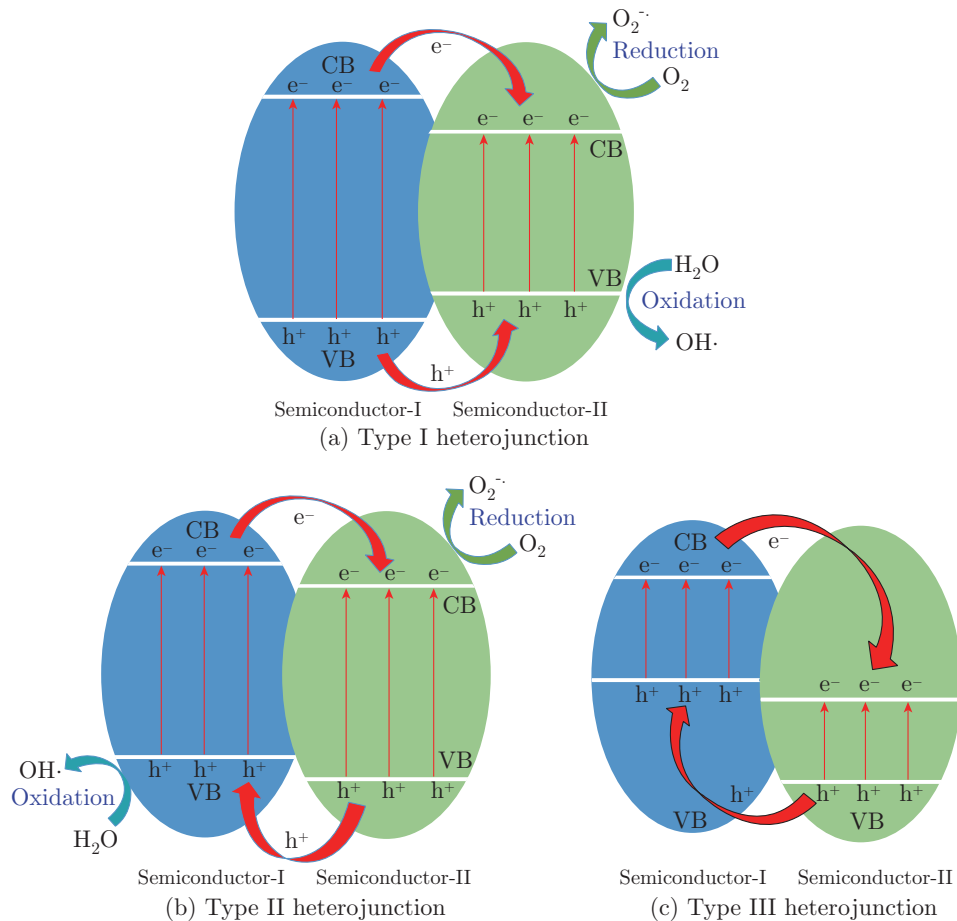 O₂⁻·
Reduction
O₂
e⁻
CB
e⁻ e⁻ e⁻
e⁻ e⁻ e⁻
CB
VB
H₂O
Oxidation
OH·
h⁺ h⁺ h⁺
h⁺ h⁺ h⁺
VB
h⁺
Semiconductor-I Semiconductor-II
(a) Type I heterojunction
O₂⁻·
Reduction
O₂
e⁻
CB
e⁻ e⁻ e⁻
e⁻ e⁻ e⁻
CB
VB
h⁺ h⁺ h⁺
VB
h⁺ h⁺ h⁺
OH·
Oxidation
H₂O
h⁺
Semiconductor-I Semiconductor-II
(b) Type II heterojunction
e⁻
CB
e⁻ e⁻ e⁻
h⁺ h⁺ h⁺
e⁻ e⁻ e⁻
h⁺
h⁺ h⁺ h⁺
VB
VB
Semiconductor-I Semiconductor-II
(c) Type III heterojunction